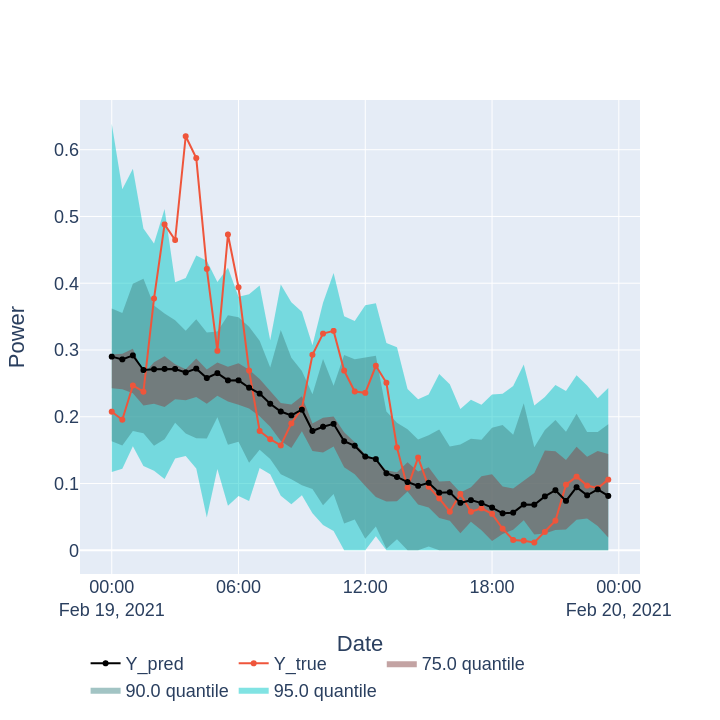 Power
0.6
0.5
0.4
0.3
0.2
0.1
0
00:00 06:00 12:00 18:00 00:00
Feb 19, 2021 Feb 20, 2021
Date
Y_pred Y_true 75.0 quantile
90.0 quantile 95.0 quantile